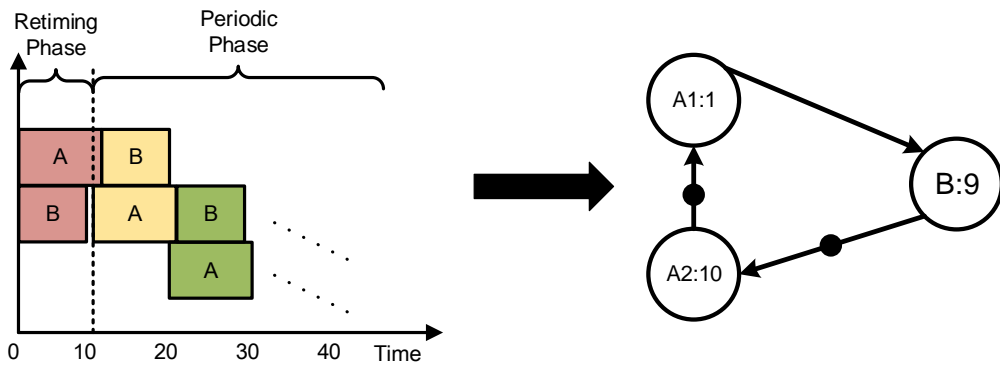 Retiming
Phase
Periodic
Phase
A
B
B
A
B
A
0
10
20
30
40
Time
A1:1
B:9
A2:10